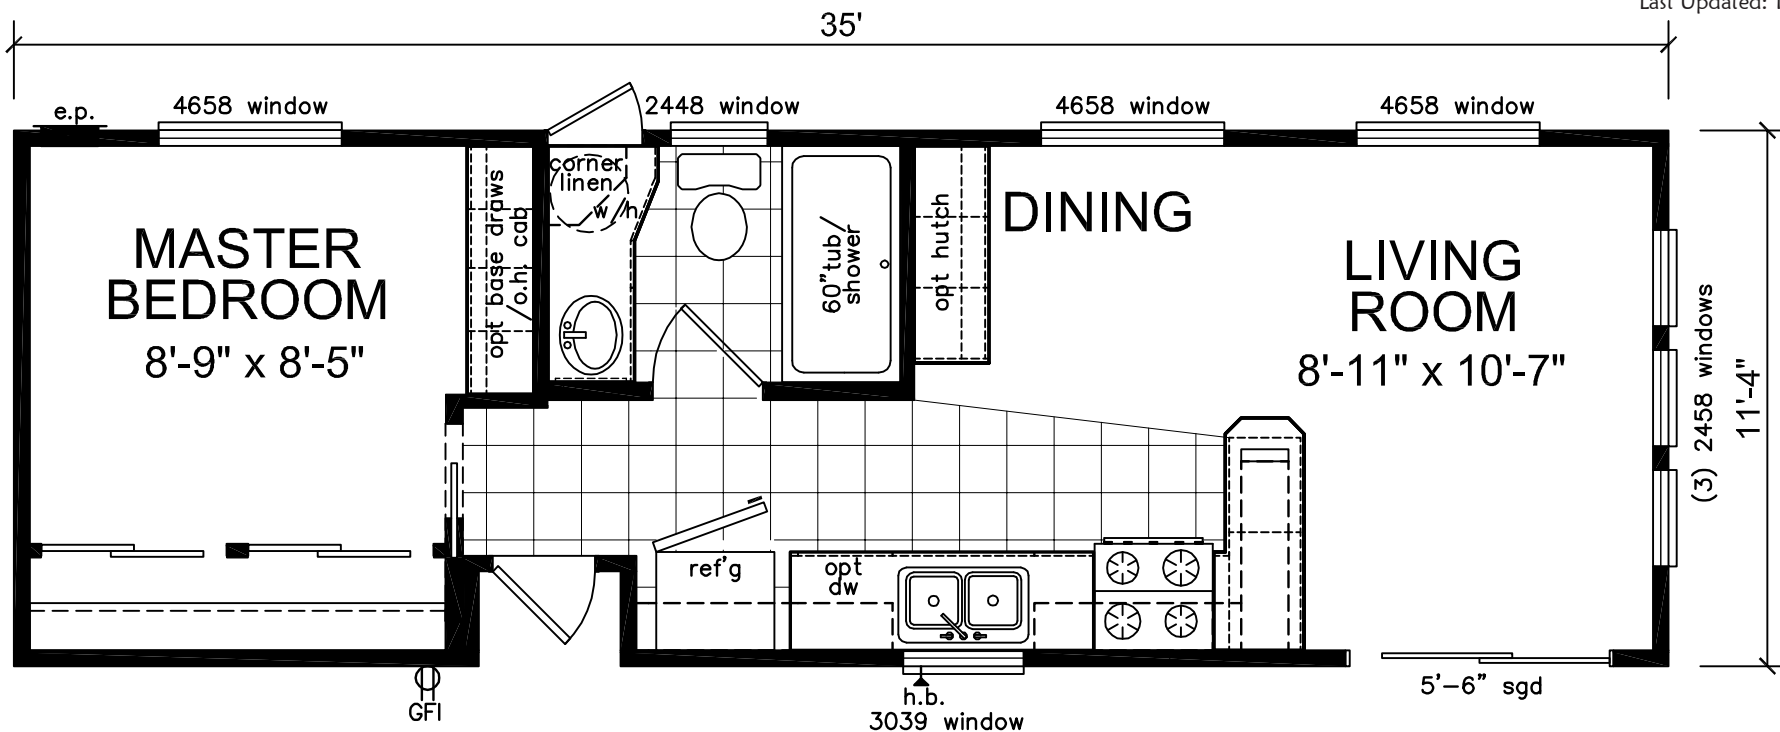 Last Updated:
35'
e.p.
4658 window
2448 window
4658 window
4658 window
corner
linen
w h
opt base draws
/o.h. cab
MASTER
BEDROOM
8'-9" x 8'-5"
60"tub/
shower
opt hutch
DINING
LIVING
ROOM
8'-11" x 10'-7"
(3) 2458 windows
11'-4"
ref'g
opt
dw
GFI
h.b.
3039 window
5'-6" sgd